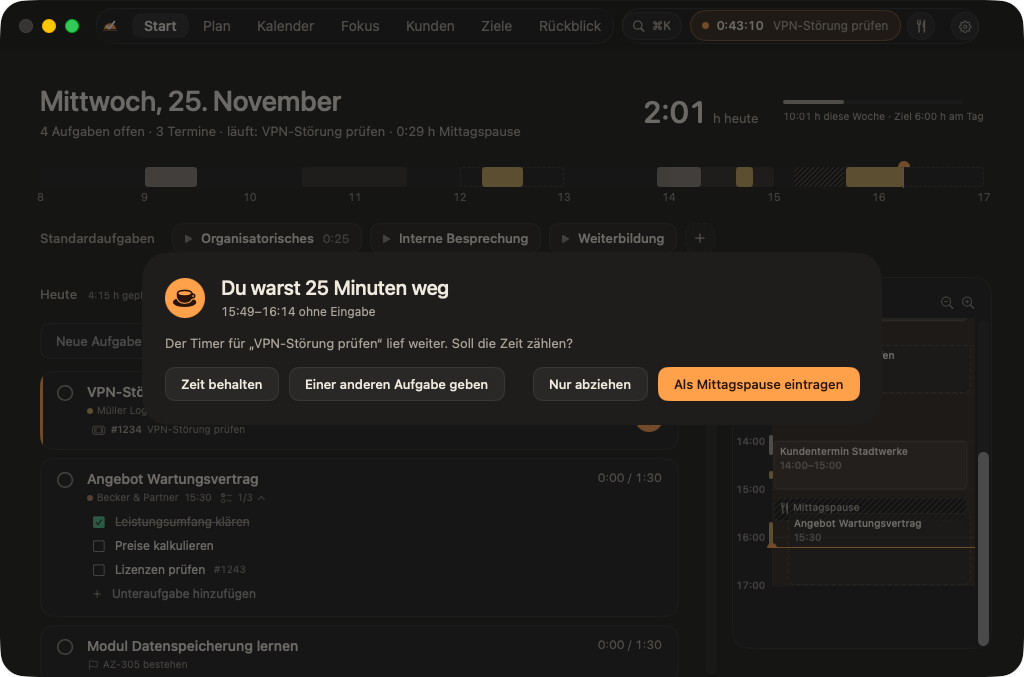 Start Plan Kalender Fokus Kunden Ziele Rückblick ⌘K 0:43:10 VPN-Störung prüfen
Mittwoch, 25. November
4 Aufgaben offen · 3 Termine · läuft: VPN-Störung prüfen · 0:29 h Mittagspause
2:01 h heute
10:01 h diese Woche · Ziel 6:00 h am Tag
8 9 10 11 12 13 14 15 16 17
Standardaufgaben Organisatorisches 0:25 Interne Besprechung Weiterbildung +
Du warst 25 Minuten weg
15:49–16:14 ohne Eingabe
Der Timer für „VPN-Störung prüfen“ lief weiter. Soll die Zeit zählen?
Zeit behalten Einer anderen Aufgabe geben Nur abziehen Als Mittagspause eintragen
Heute 4:15 h
Neue Aufgabe
Müller
#1234 VPN-Störung prüfen
Angebot Wartungsvertrag 0:00 / 1:30
Becker & Partner 15:30 1/3
Leistungsumfang klären
Preise kalkulieren
Lizenzen prüfen #1243
+ Unteraufgabe hinzufügen
Modul Datenspeicherung lernen 0:00 / 1:30
AZ-305 bestehen
14:00
Kundentermin Stadtwerke
14:00–15:00
15:00
Mittagspause
Angebot Wartungsvertrag
15:30
16:00
17:00